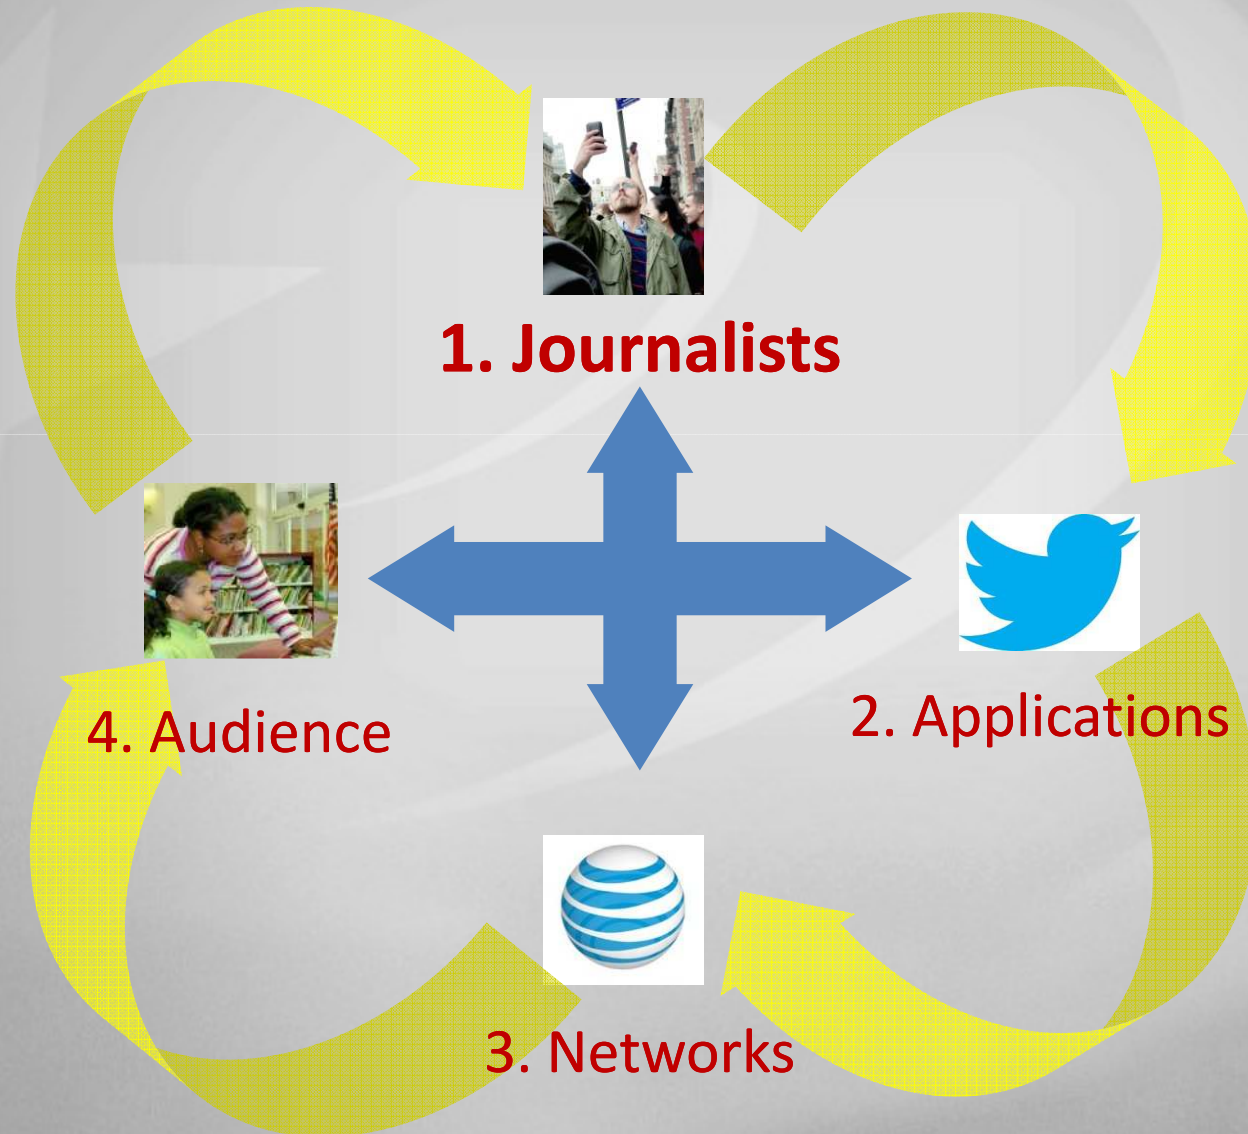 1. Journalists
2. Applications
3. Networks
4. Audience